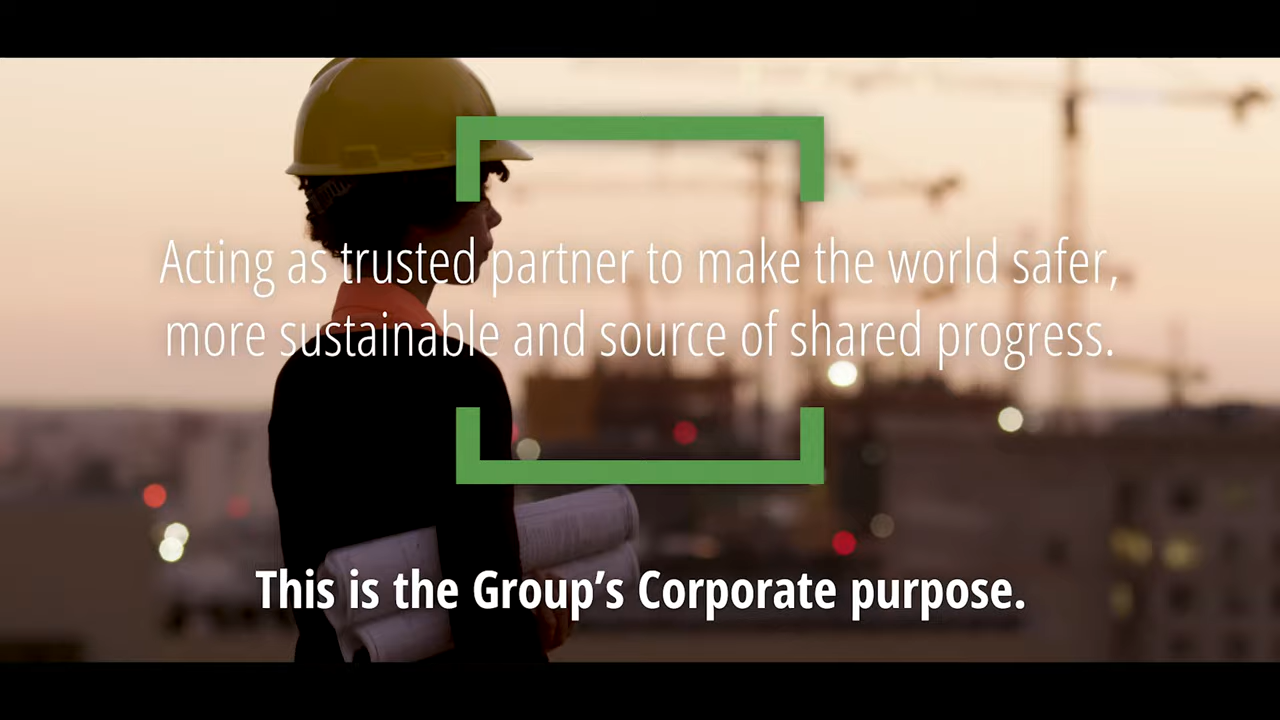 Acting as trusted partner to make the world safer,
more sustainable and source of shared progress.
This is the Group’s Corporate purpose.